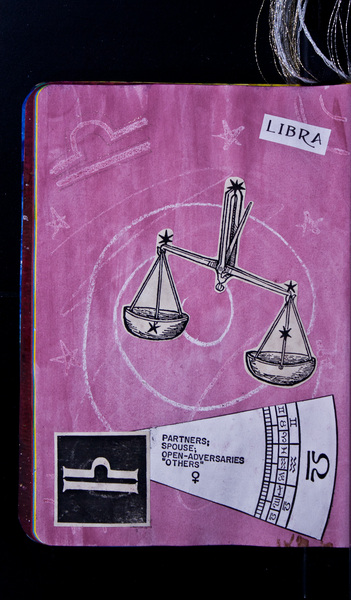 LIBRA
PARTNERS;
SPOUSE;
OPEN-ADVERSARIES
"OTHERS"